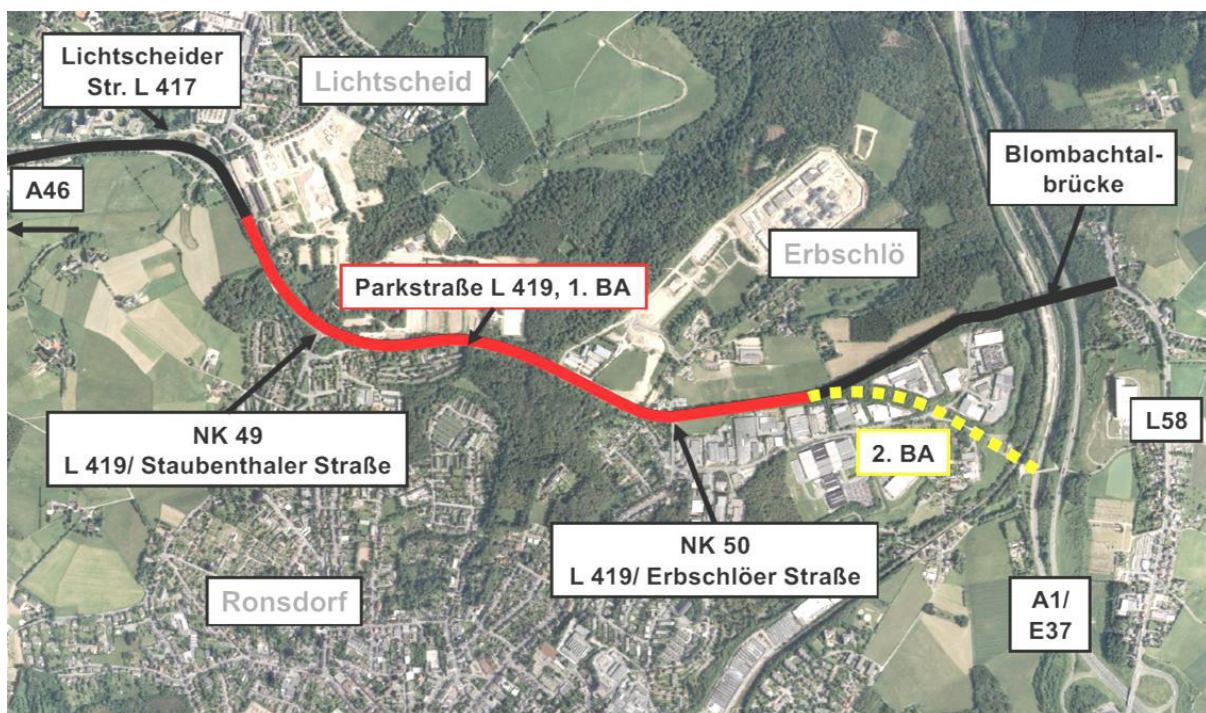 Lichtscheider
Str. L 417
Lichtscheid
A46
Blombachtal-
brücke
Erbschlö
Parkstraße L 419, 1. BA
NK 49
L 419/ Staubenthaler Straße
L58
2. BA
NK 50
L 419/ Erbschlöer Straße
Ronsdorf
A1/
E37